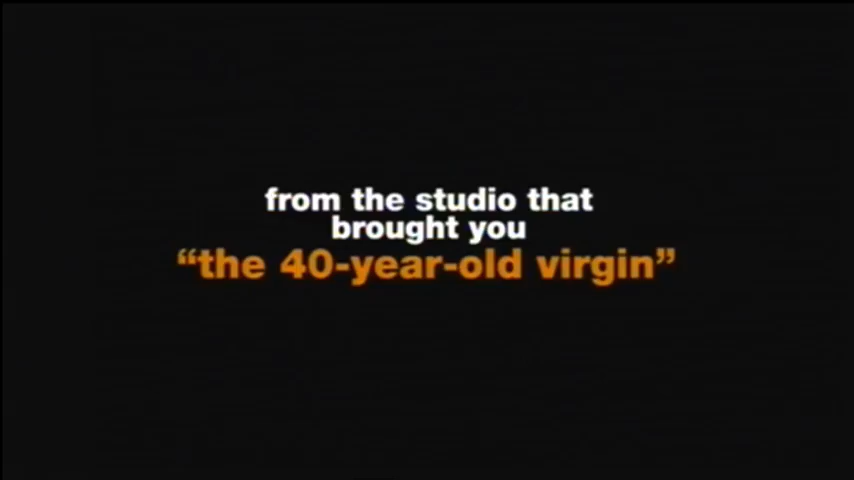 from the studio that
brought you
“the 40-year-old virgin”